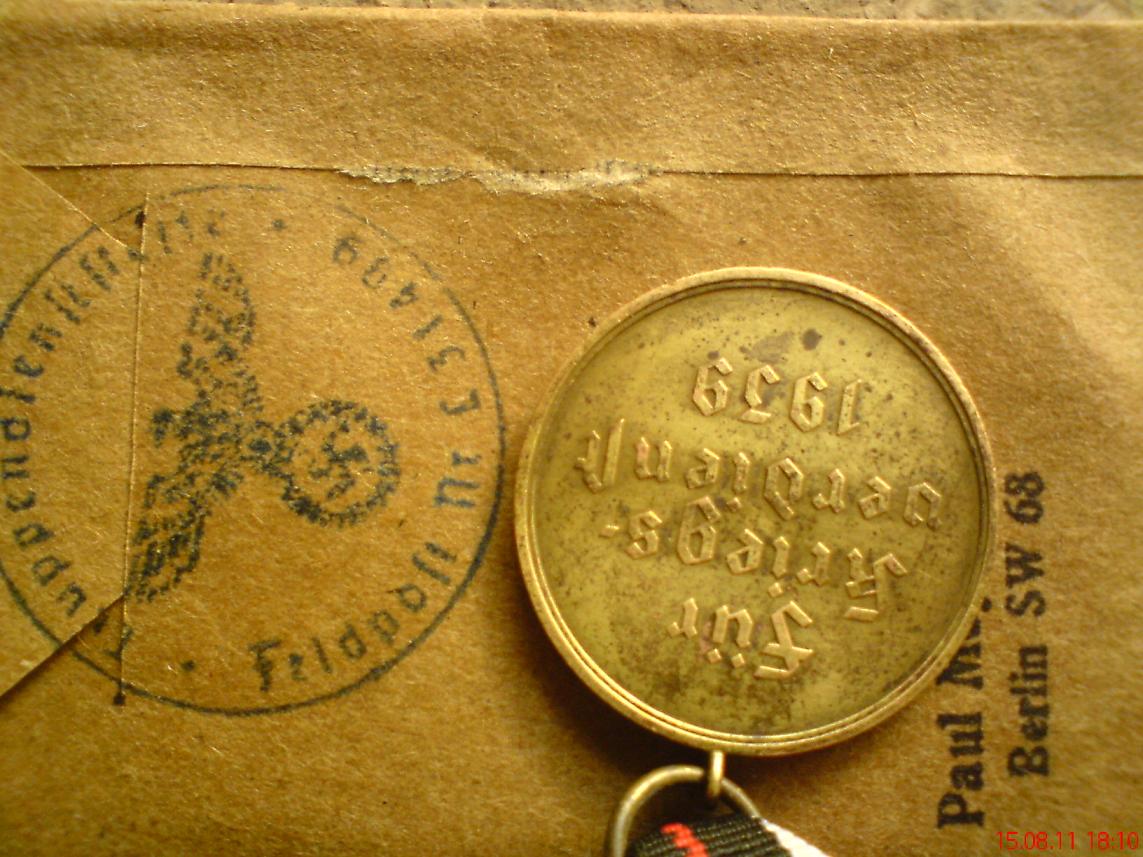 Feldpost Nr
Für
Kriegs-
verdienst
1939
Paul
Berlin SW 68
15.08.11 18:10